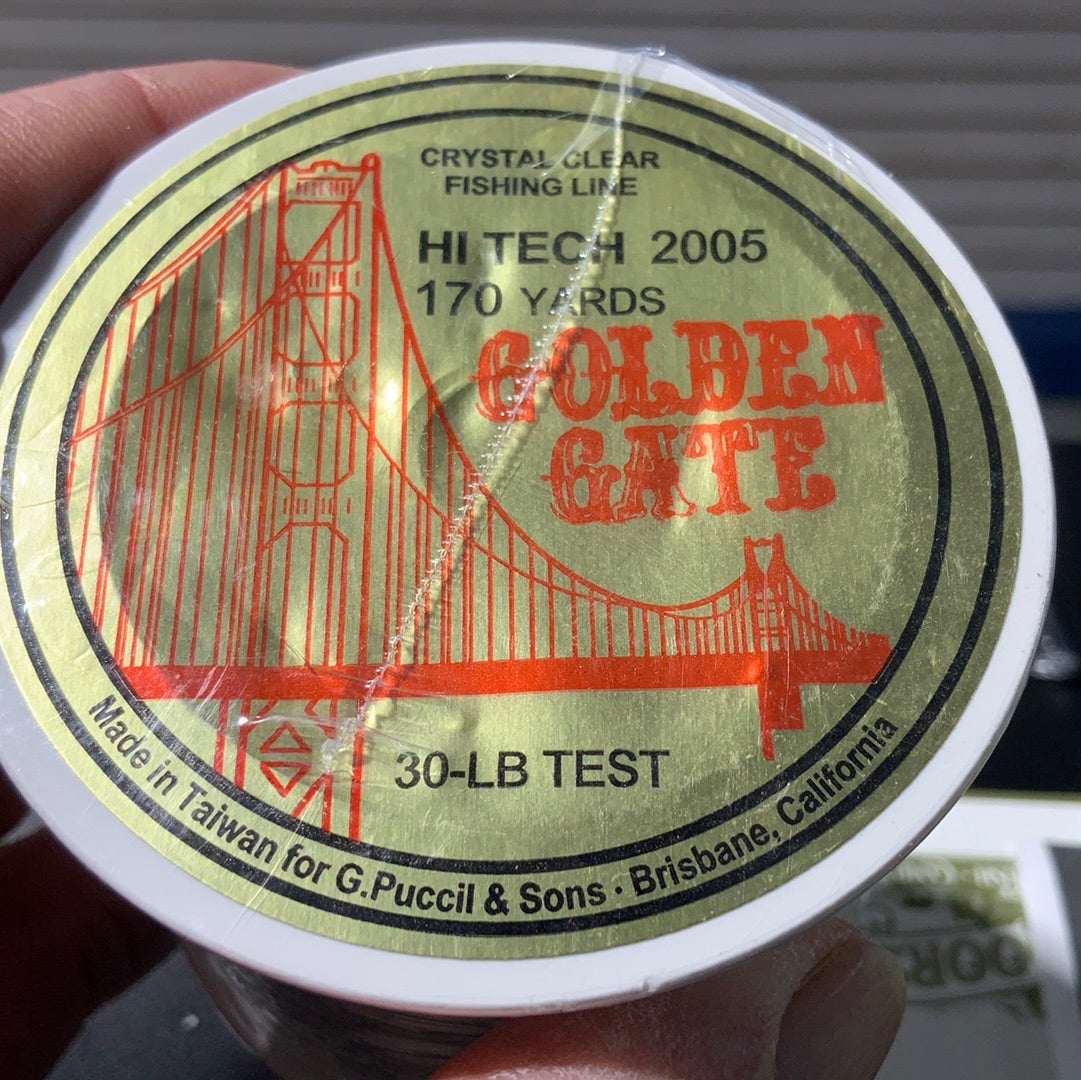 CRYSTAL CLEAR
FISHING LINE
HI TECH 2005
170 YARDS
GOLDEN
GATE
30-LB TEST
Made in Taiwan for G.Puccil & Sons · Brisbane, California